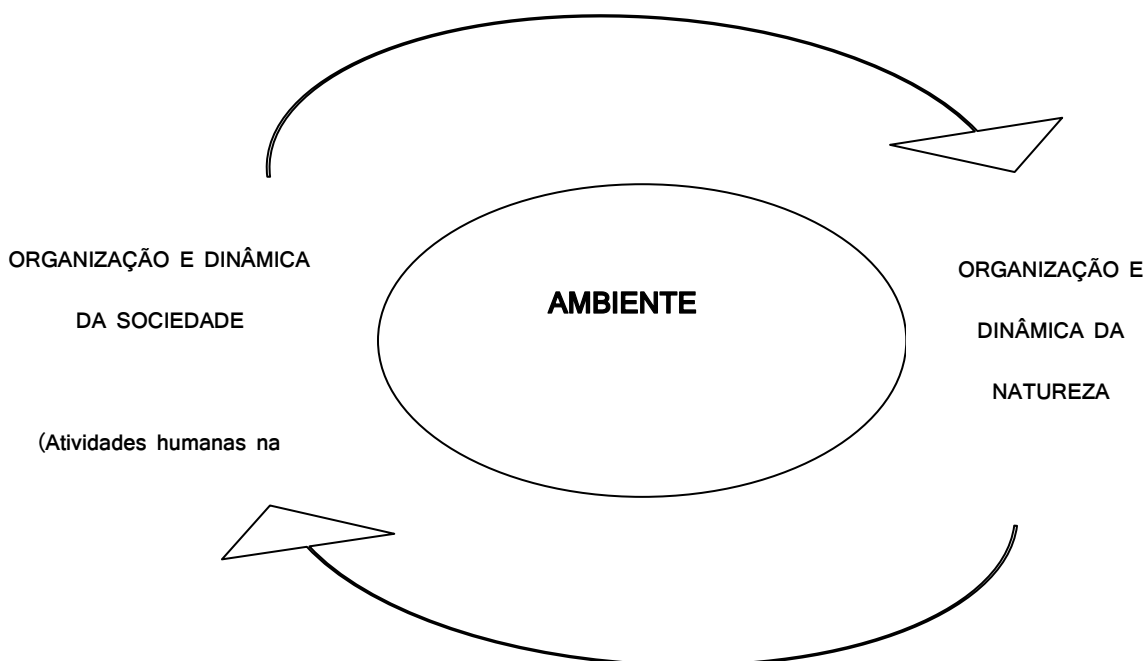 ORGANIZAÇÃO E DINÂMICA
DA SOCIEDADE
(Atividades humanas na
AMBIENTE
ORGANIZAÇÃO E
DINÂMICA DA
NATUREZA